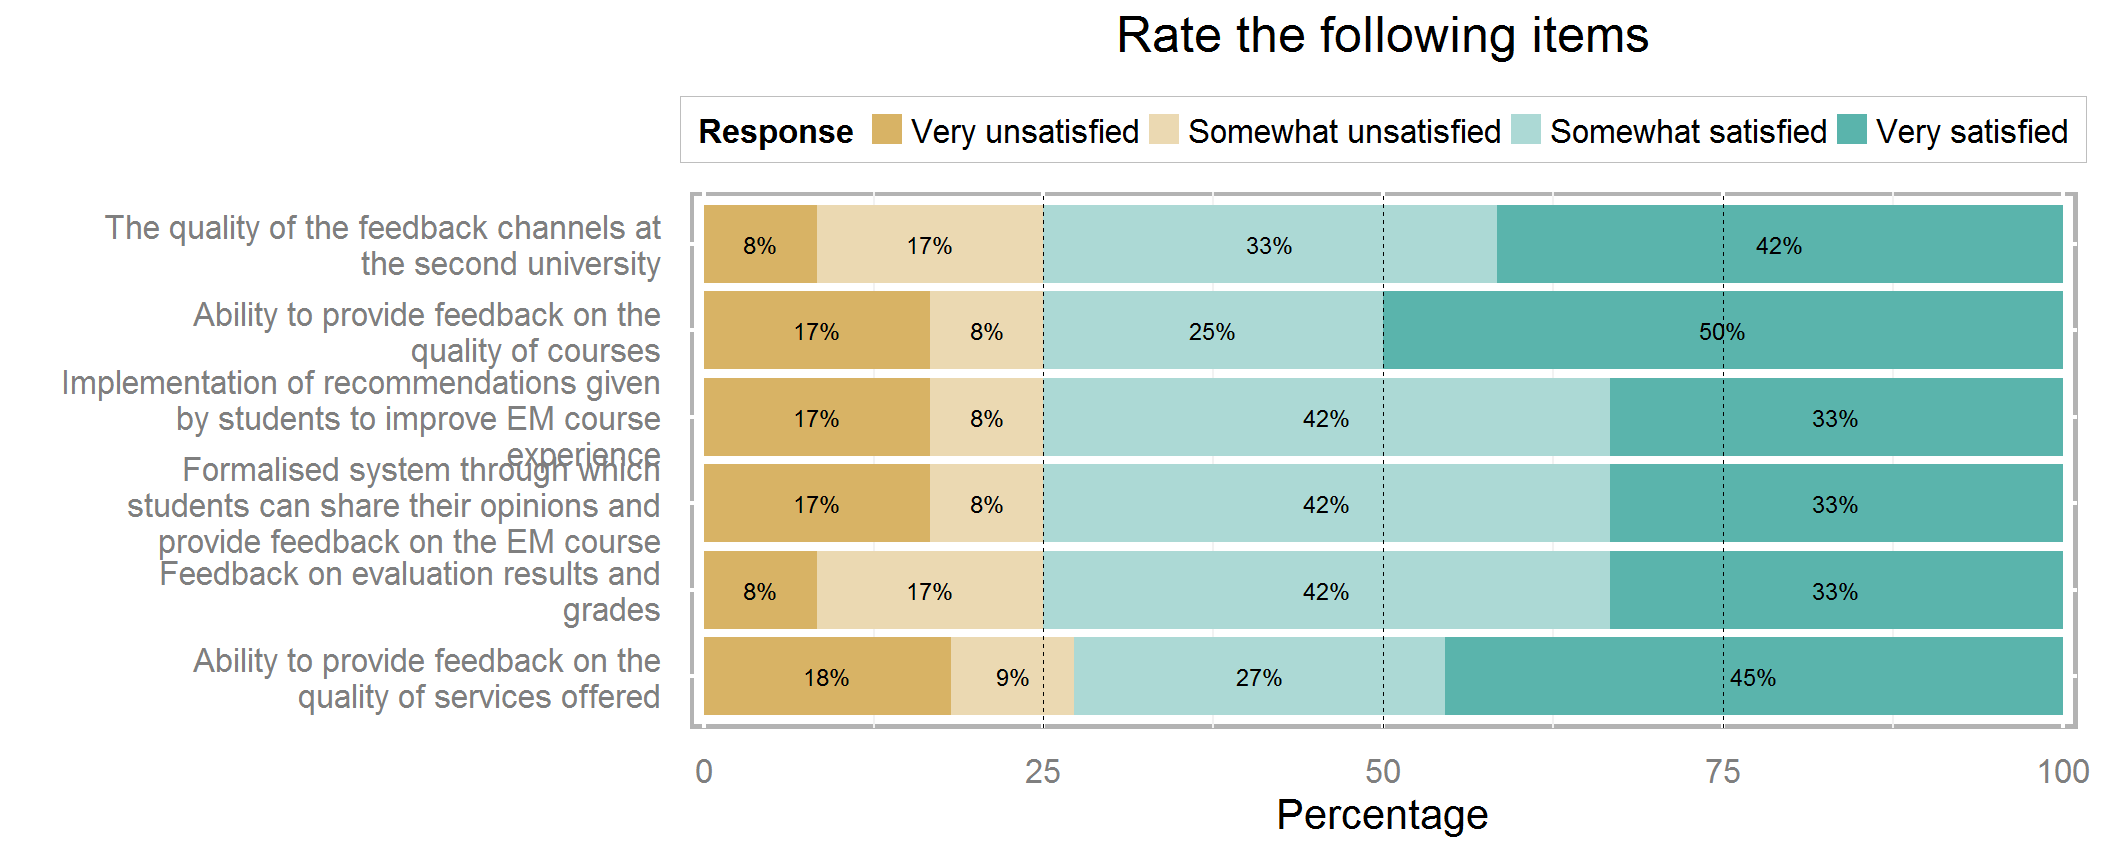 Rate the following items
Response Very unsatisfied Somewhat unsatisfied Somewhat satisfied Very satisfied
The quality of the feedback channels at
the second university
8% 17% 33% 42%
Ability to provide feedback on the
quality of courses
17% 8% 25% 50%
Implementation of recommendations given
by students to improve EM course
experience
17% 8% 42% 33%
Formalised system through which
students can share their opinions and
provide feedback on the EM course
17% 8% 42% 33%
Feedback on evaluation results and
grades
8% 17% 42% 33%
Ability to provide feedback on the
quality of services offered
18% 9% 27% 45%
0 25 50 75 100
Percentage